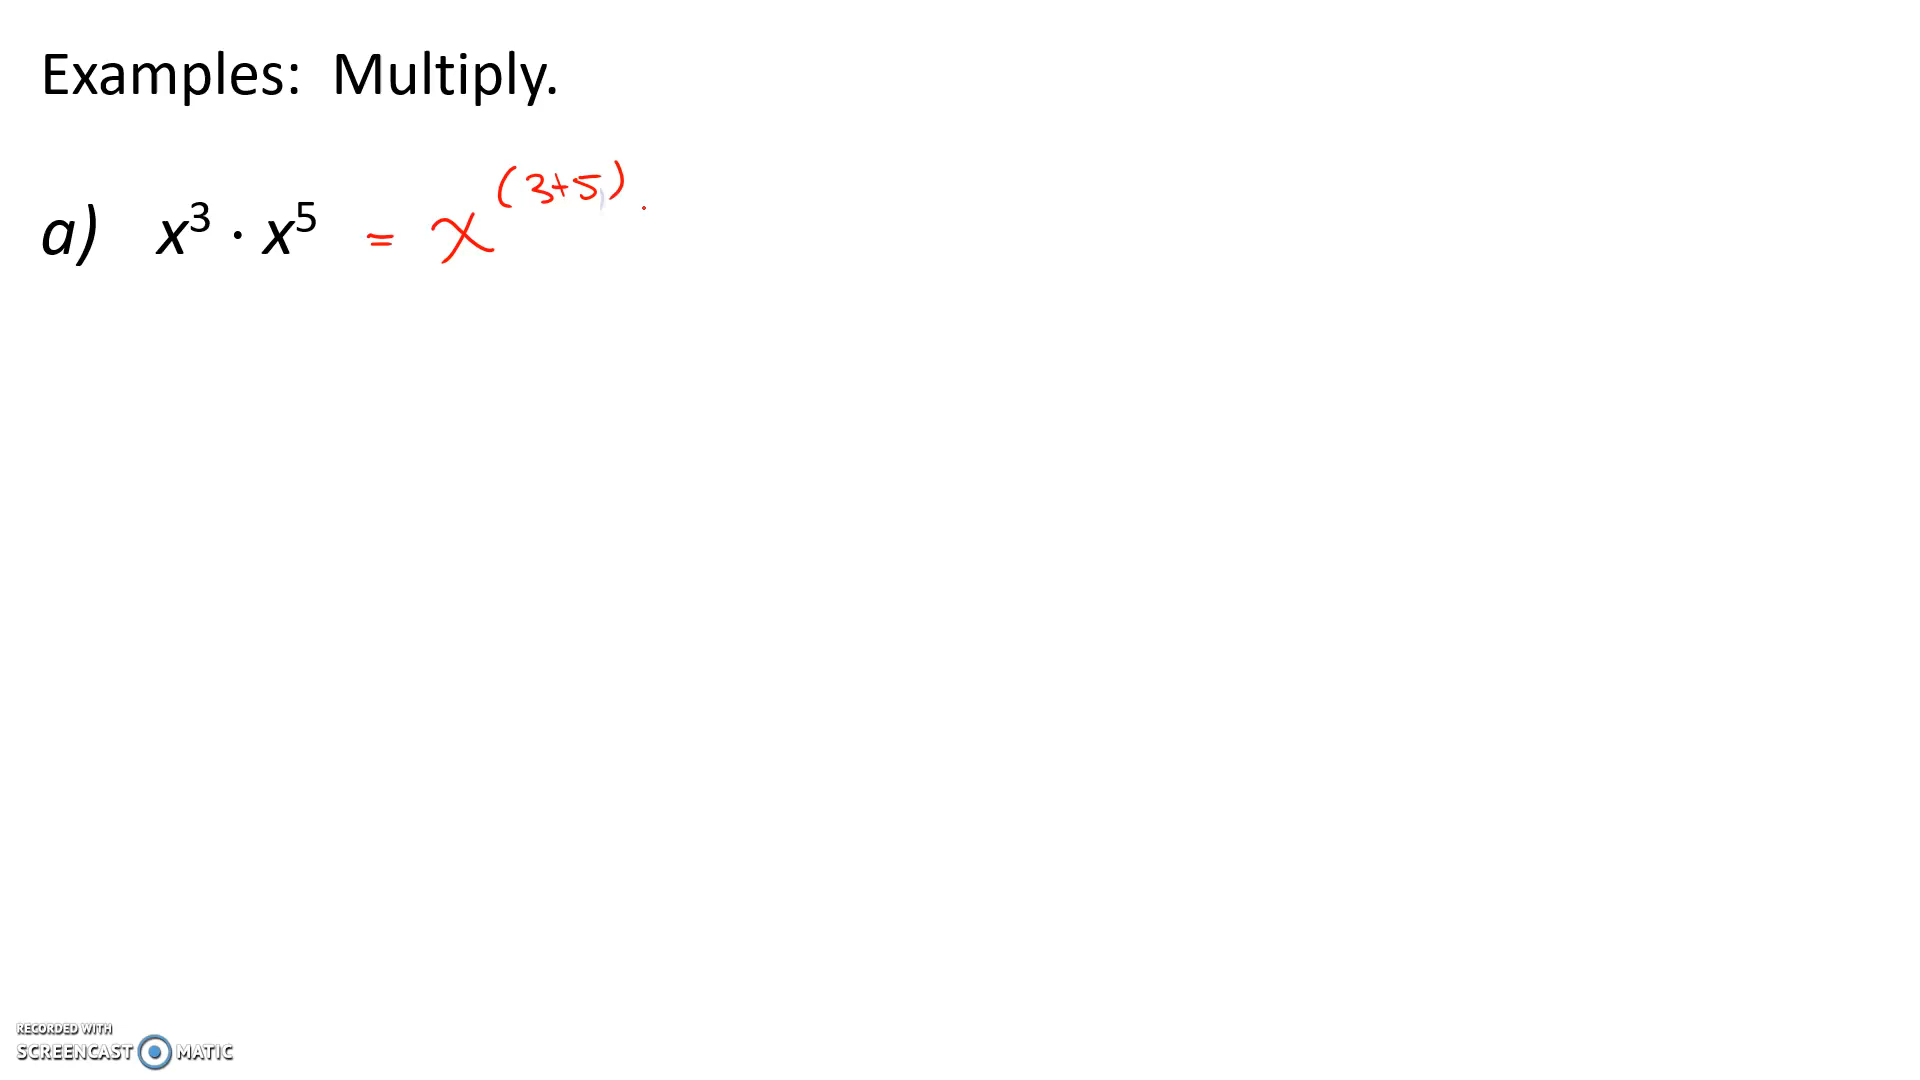 Examples: Multiply.
a) x³ · x⁵ = x⁽³⁺⁵⁾
RECORDED WITH
SCREENCAST MATIC